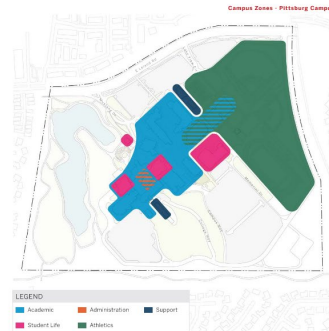 Campus Zones - Pittsburg Camp
LEGEND
Academic
Administration
Support
Student Life
Athletics